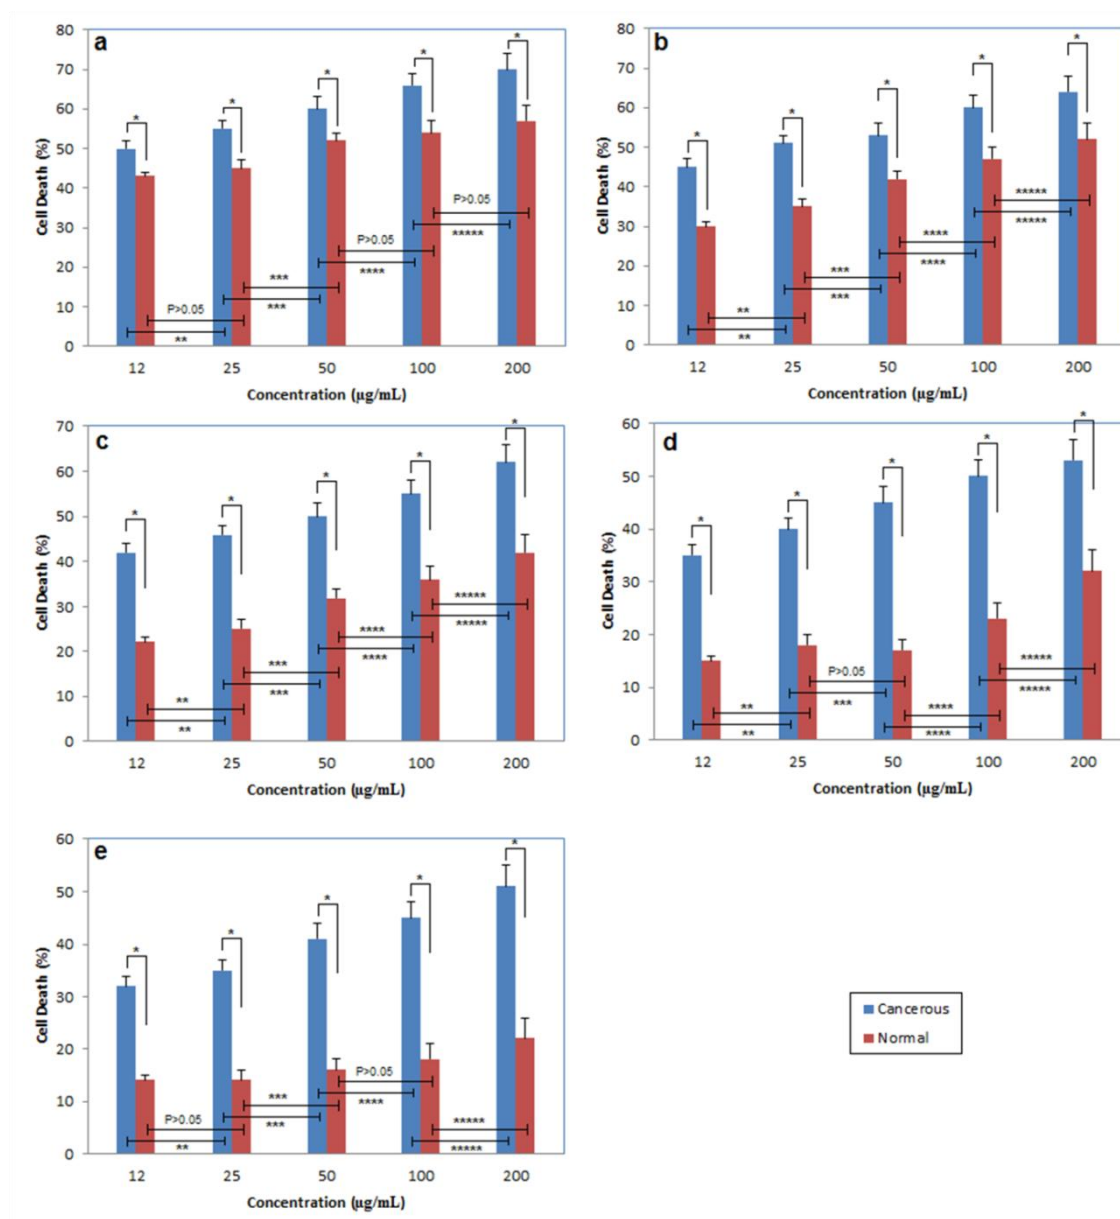 a
80
70
60
50
40
30
20
10
0
Cell Death (%)
* * * * *
P>0.05
**
***
***
P>0.05
****
P>0.05
*****
12 25 50 100 200
Concentration (µg/mL)
b
80
70
60
50
40
30
20
10
0
Cell Death (%)
* * * * *
**
**
***
***
****
****
*****
*****
12 25 50 100 200
Concentration (µg/mL)
c
70
60
50
40
30
20
10
0
Cell Death (%)
* * * * *
**
**
***
***
****
****
*****
*****
12 25 50 100 200
Concentration (µg/mL)
d
60
50
40
30
20
10
0
Cell Death (%)
* * * * *
**
**
P>0.05
***
****
****
*****
*****
12 25 50 100 200
Concentration (µg/mL)
e
60
50
40
30
20
10
0
Cell Death (%)
* * * * *
P>0.05
**
***
***
P>0.05
****
*****
*****
12 25 50 100 200
Concentration (µg/mL)
Cancerous
Normal